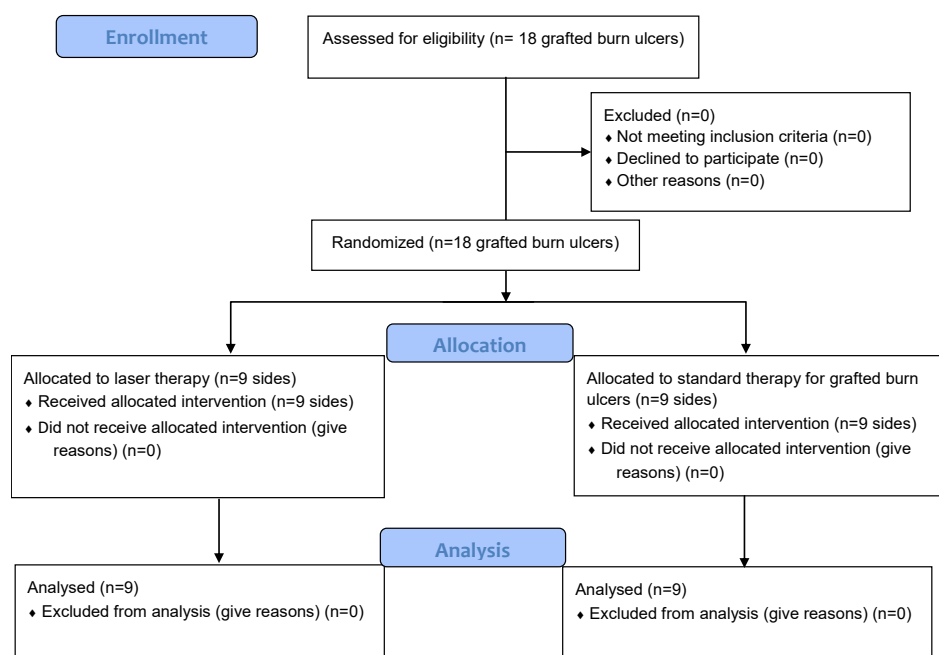 Enrollment
Assessed for eligibility (n= 18 grafted burn ulcers)
Excluded (n=0)
♦ Not meeting inclusion criteria (n=0)
♦ Declined to participate (n=0)
♦ Other reasons (n=0)
Randomized (n=18 grafted burn ulcers)
Allocation
Allocated to laser therapy (n=9 sides)
♦ Received allocated intervention (n=9 sides)
♦ Did not receive allocated intervention (give
reasons) (n=0)
Allocated to standard therapy for grafted burn
ulcers (n=9 sides)
♦ Received allocated intervention (n=9 sides)
♦ Did not receive allocated intervention (give
reasons) (n=0)
Analysis
Analysed (n=9)
♦ Excluded from analysis (give reasons) (n=0)
Analysed (n=9)
♦ Excluded from analysis (give reasons) (n=0)